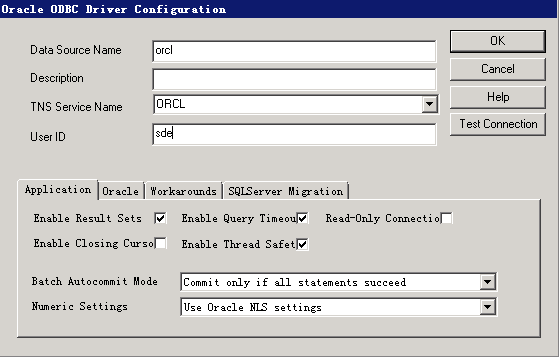 Oracle ODBC Driver Configuration
Data Source Name orcl OK
Description Cancel
TNS Service Name ORCL Help
User ID sde Test Connection
Application Oracle Workarounds SQLServer Migration
Enable Result Sets Enable Query Timeou Read-Only Connectio
Enable Closing Curso Enable Thread Safet
Batch Autocommit Mode Commit only if all statements succeed
Numeric Settings Use Oracle NLS settings